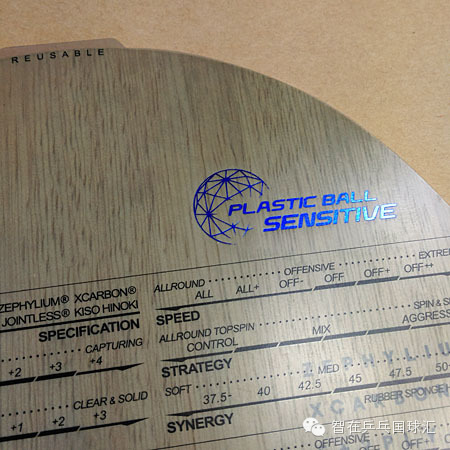 REUSABLE
PLASTIC BALL
SENSITIVE
ZEPHYLIUM® XCARBON®
JOINTLESS® KISO HINOKI
SPECIFICATION
CAPTURING
+2 +3 +4
CLEAR & SOLID
+1 +2 +3
ALLROUND OFFENSIVE
ALL ALL+ OFF- OFF OFF+ OFF++
SPEED
ALLROUND TOPSPIN SPIN &
CONTROL MIX
STRATEGY
SOFT MED
37.5- 40 42.5 45 47.5
RUBBER SPONGE
SYNERGY
OFFENSIVE
智在乒乓国球汇